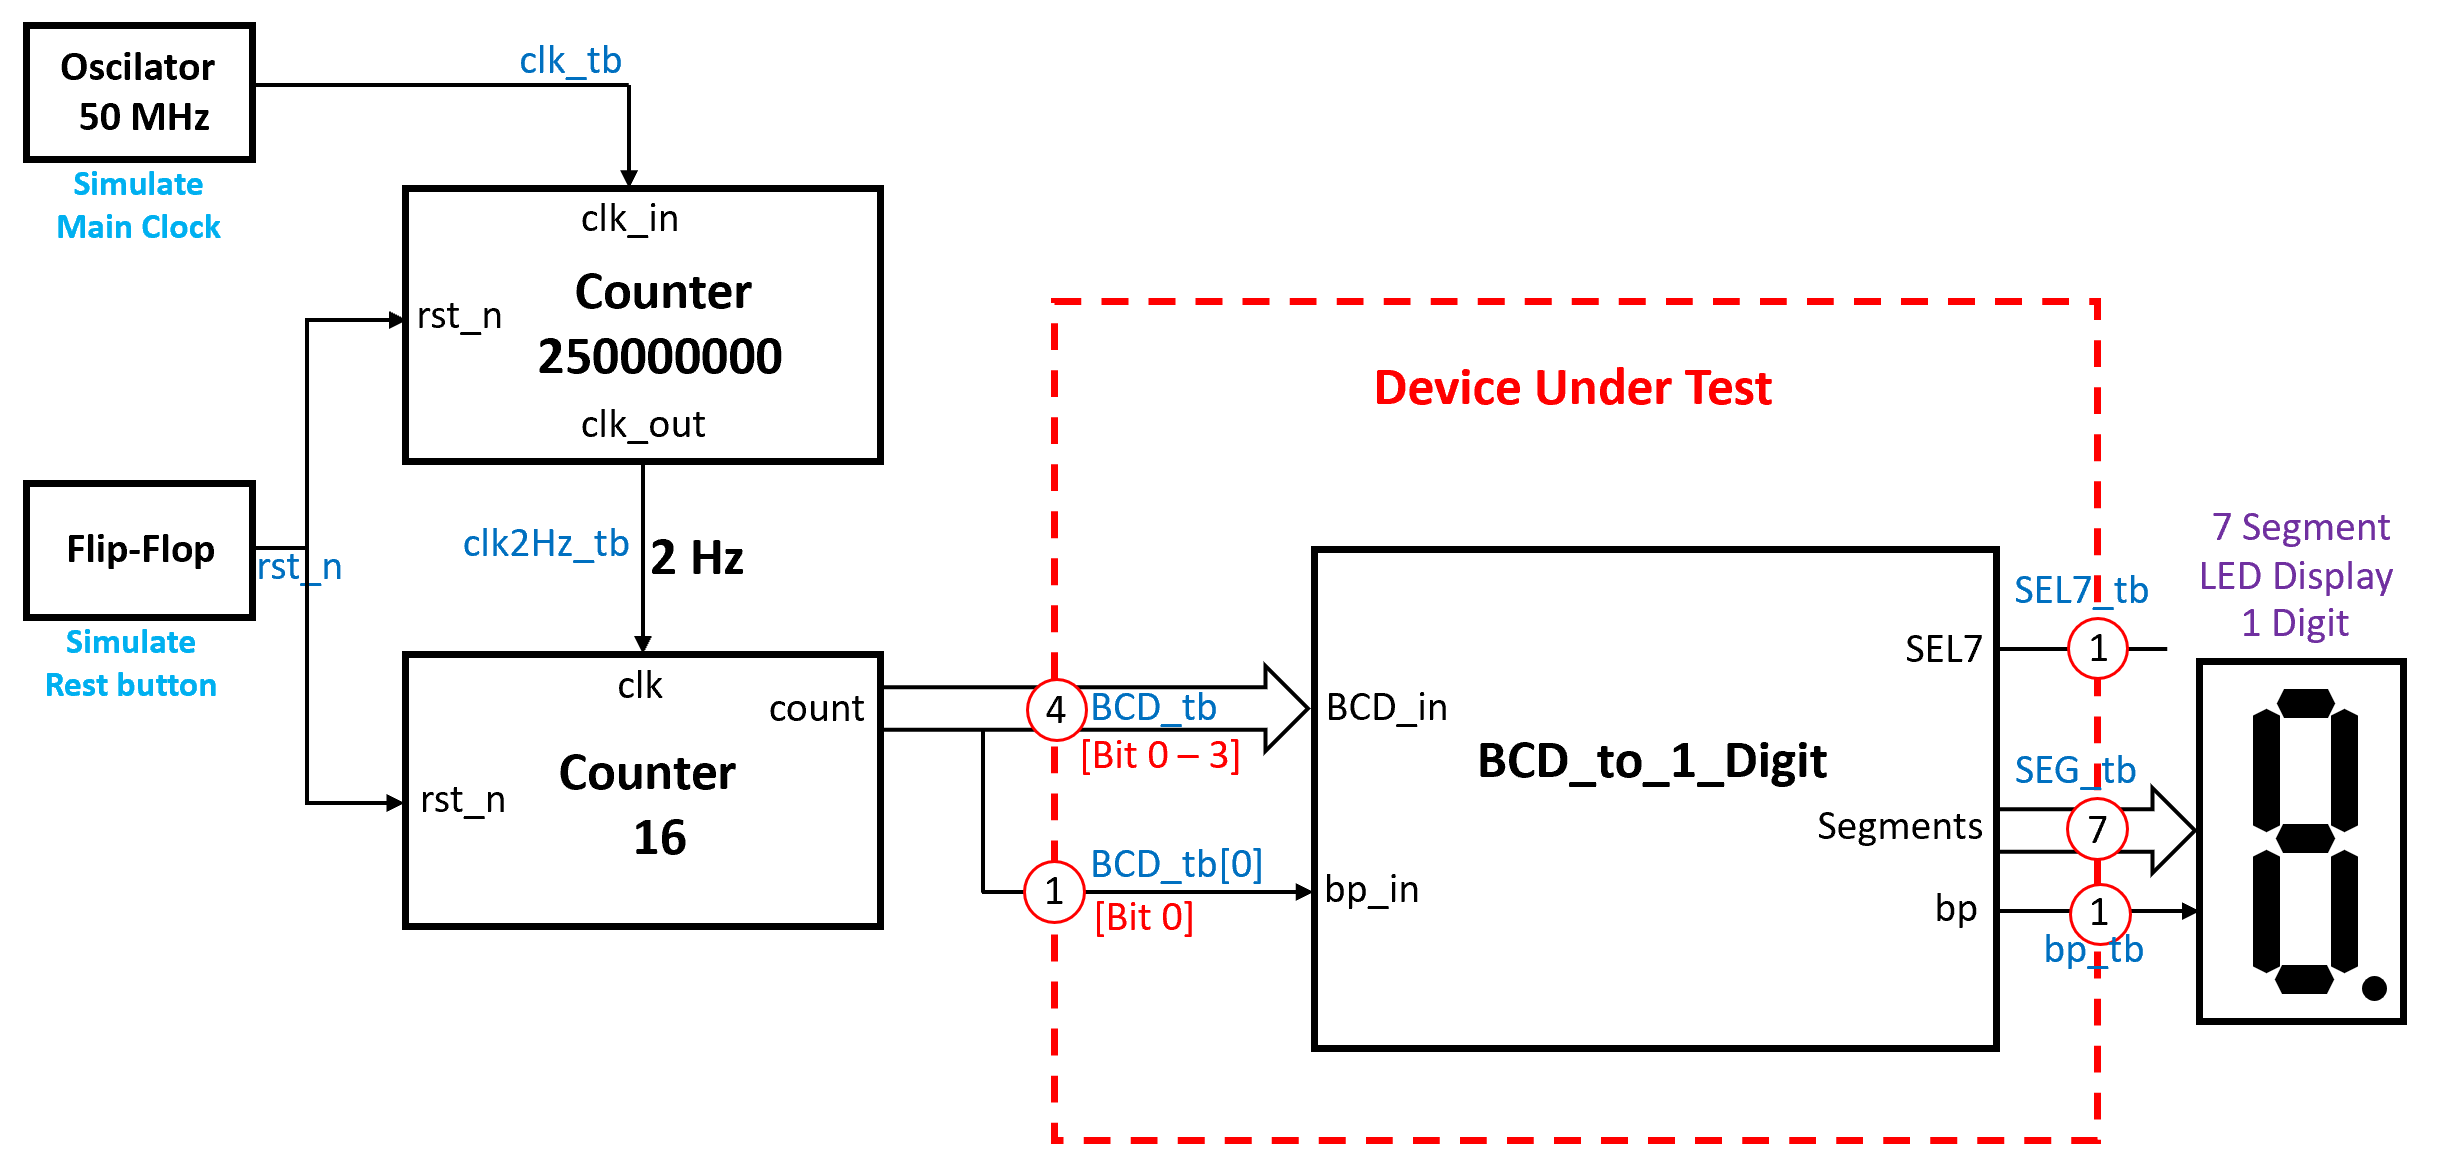 Oscilator
50 MHz
Simulate
Main Clock
clk_tb
clk_in
Counter
250000000
rst_n
clk_out
Flip-Flop
rst_n
Simulate
Rest button
clk2Hz_tb
2 Hz
clk
count
Counter
16
rst_n
Device Under Test
4
BCD_tb
[Bit 0 – 3]
1
BCD_tb[0]
[Bit 0]
BCD_in
bp_in
BCD_to_1_Digit
SEL7
Segments
bp
SEL7_tb
1
SEG_tb
7
1
bp_tb
7 Segment
LED Display
1 Digit